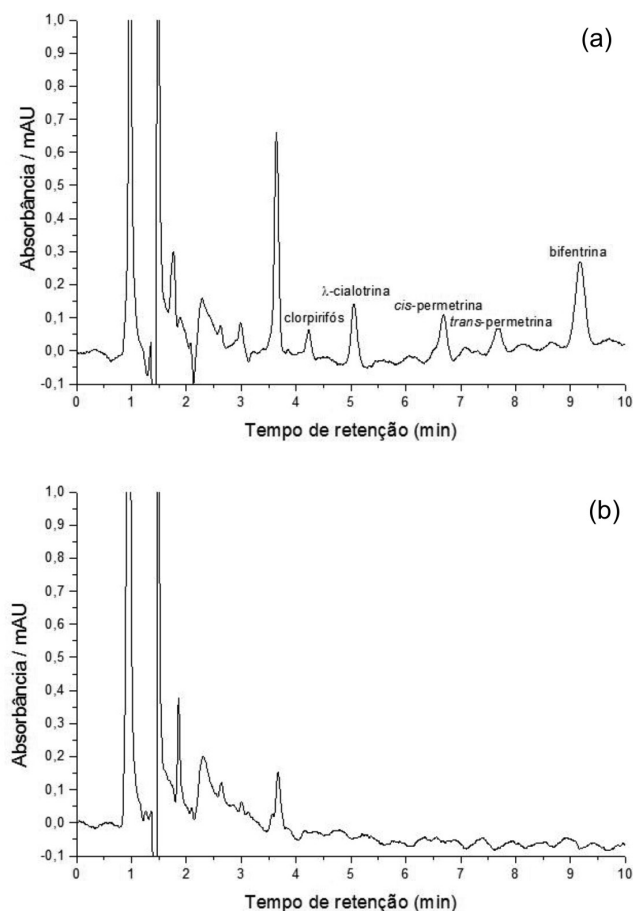 (a)
Absorbância / mAU
1,0
0,9
0,8
0,7
0,6
0,5
0,4
0,3
0,2
0,1
0,0
-0,1
clorpirifós
λ-cialotrina
cis-permetrina
trans-permetrina
bifentrina
0 1 2 3 4 5 6 7 8 9 10
Tempo de retenção (min)
(b)
Absorbância / mAU
1,0
0,9
0,8
0,7
0,6
0,5
0,4
0,3
0,2
0,1
0,0
-0,1
0 1 2 3 4 5 6 7 8 9 10
Tempo de retenção (min)